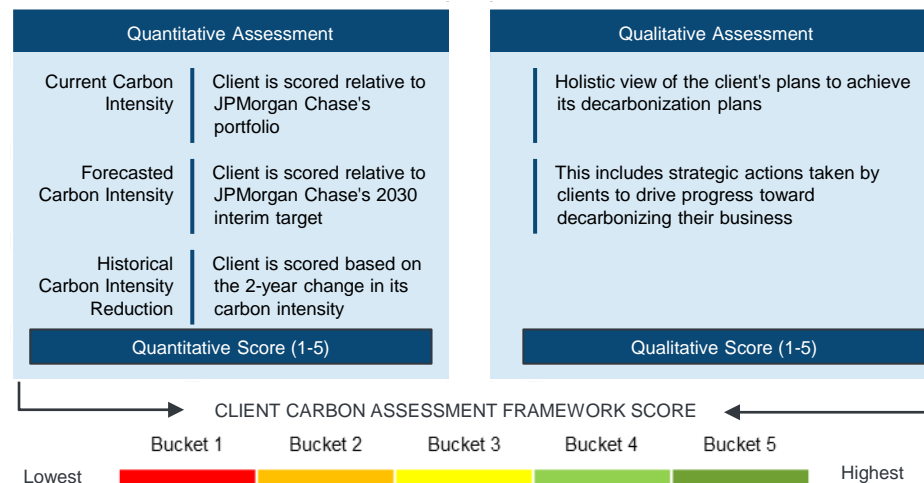 Quantitative Assessment
Current Carbon
Intensity
Client is scored relative to
JPMorgan Chase's
portfolio
Forecasted
Carbon Intensity
Client is scored relative to
JPMorgan Chase's 2030
interim target
Historical
Carbon Intensity
Reduction
Client is scored based on
the 2-year change in its
carbon intensity
Quantitative Score (1-5)
Qualitative Assessment
Holistic view of the client's plans to achieve
its decarbonization plans
This includes strategic actions taken by
clients to drive progress toward
decarbonizing their business
Qualitative Score (1-5)
CLIENT CARBON ASSESSMENT FRAMEWORK SCORE
Bucket 1 Bucket 2 Bucket 3 Bucket 4 Bucket 5
Lowest Highest